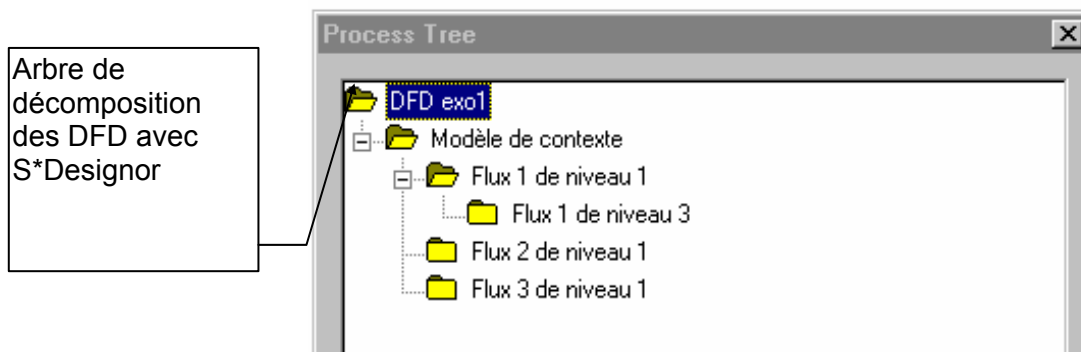 Arbre de
décomposition
des DFD avec
S*Designor
Process Tree
DFD exo1
Modèle de contexte
Flux 1 de niveau 1
Flux 1 de niveau 3
Flux 2 de niveau 1
Flux 3 de niveau 1